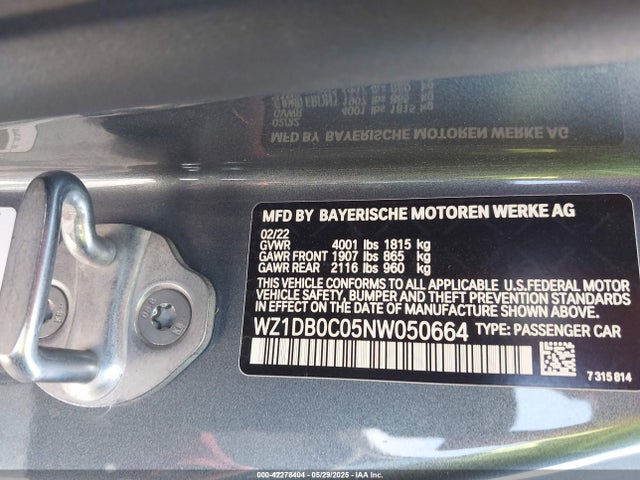 MFD BY BAYERISCHE MOTOREN WERKE AG
02/22
GVWR 4001 lbs 1815 kg
GAWR FRONT 1907 lbs 865 kg
GAWR REAR 2116 lbs 960 kg
THIS VEHICLE CONFORMS TO ALL APPLICABLE U.S.FEDERAL MOTOR
VEHICLE SAFETY, BUMPER AND THEFT PREVENTION STANDARDS
IN EFFECT ON THE DATE OF MANUFACTURE SHOWN ABOVE.
WZ1DB0C05NW050664 TYPE: PASSENGER CAR
7 315 814
000-42278404 - 05/29/2025 - IAA Inc.